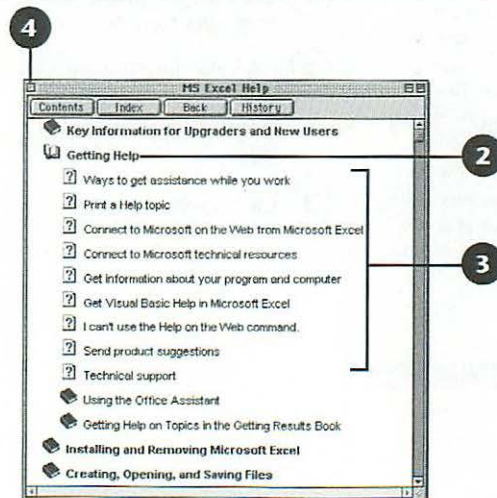 4
MS Excel Help
Contents Index Back History
Key Information for Upgraders and New Users
Getting Help
2
Ways to get assistance while you work
Print a Help topic
Connect to Microsoft on the Web from Microsoft Excel
Connect to Microsoft technical resources
3
Get information about your program and computer
Get Visual Basic Help in Microsoft Excel
I can't use the Help on the Web command.
Send product suggestions
Technical support
Using the Office Assistant
Getting Help on Topics in the Getting Results Book
Installing and Removing Microsoft Excel
Creating, Opening, and Saving Files